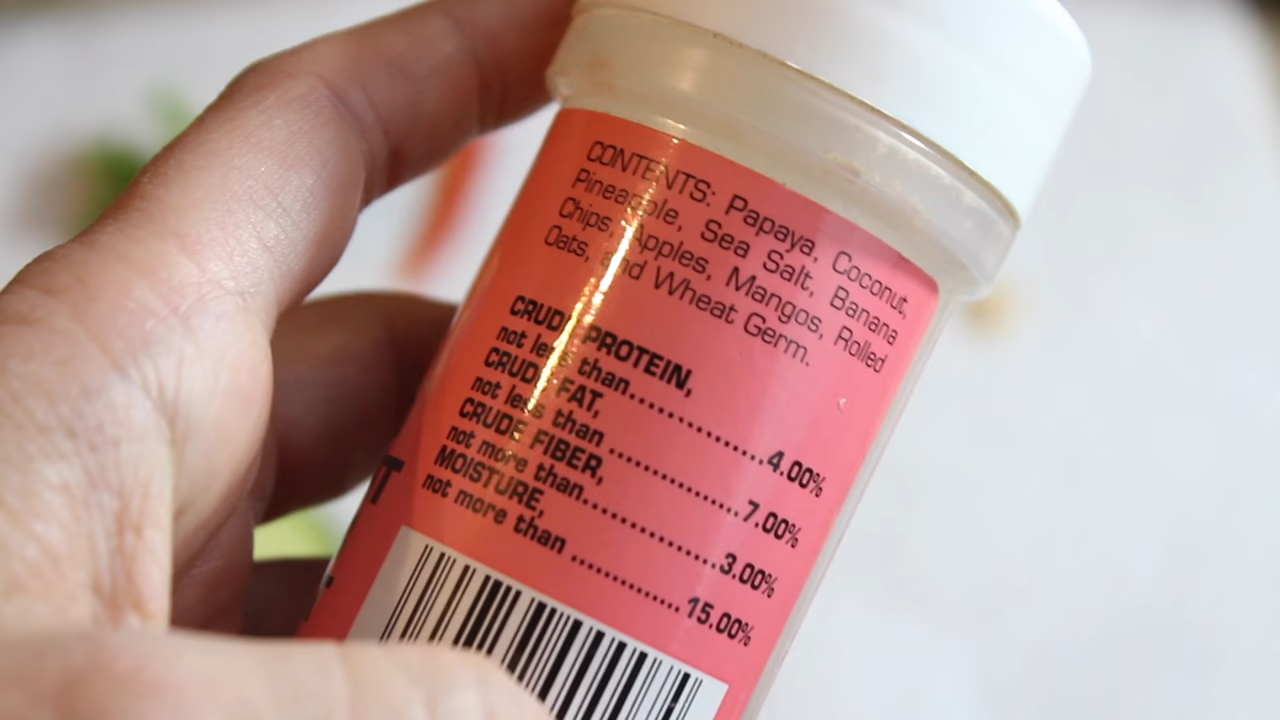 CONTENTS: Papaya, Coconut,
Pineapple, Sea Salt, Banana
Chips, Apples, Mangos, Rolled
Oats, and Wheat Germ.
CRUDE PROTEIN,
not less than....................4.00%
CRUDE FAT,
not less than ...................7.00%
CRUDE FIBER,
not more than....................3.00%
MOISTURE,
not more than ................15.00%